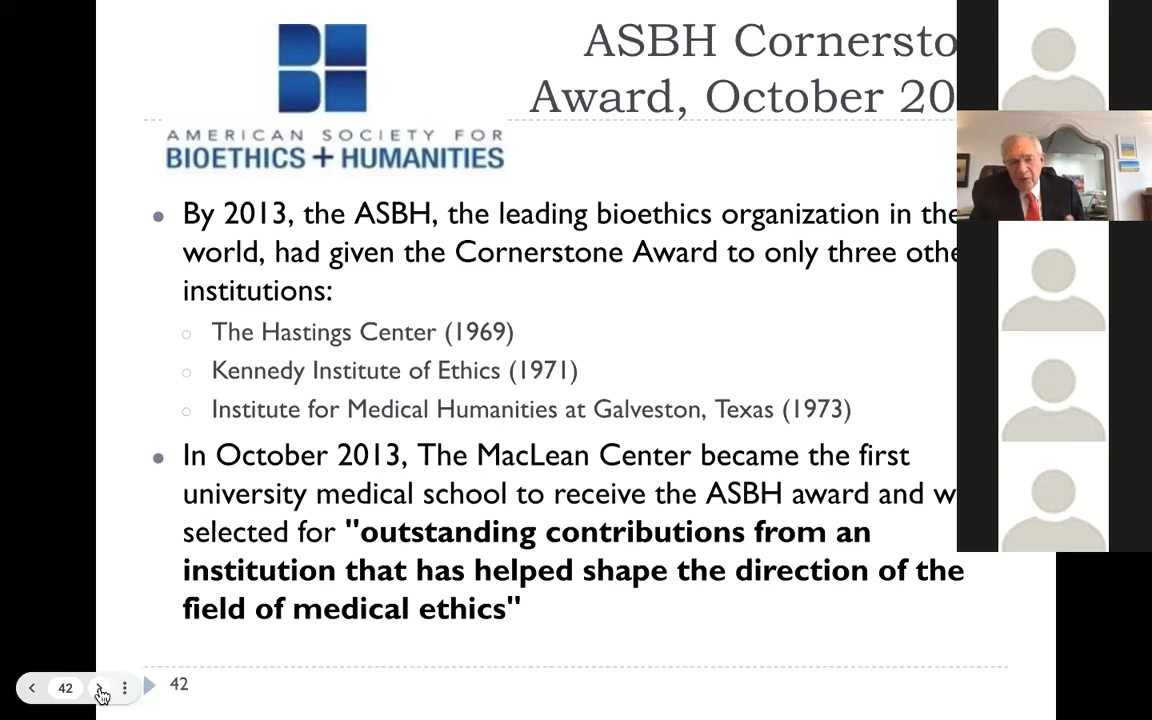 ASBH Cornersto
Award, October 20
AMERICAN SOCIETY FOR
BIOETHICS + HUMANITIES
• By 2013, the ASBH, the leading bioethics organization in the
world, had given the Cornerstone Award to only three othe
institutions:
○ The Hastings Center (1969)
○ Kennedy Institute of Ethics (1971)
○ Institute for Medical Humanities at Galveston, Texas (1973)
• In October 2013, The MacLean Center became the first
university medical school to receive the ASBH award and w
selected for "outstanding contributions from an
institution that has helped shape the direction of the
field of medical ethics"
42
42